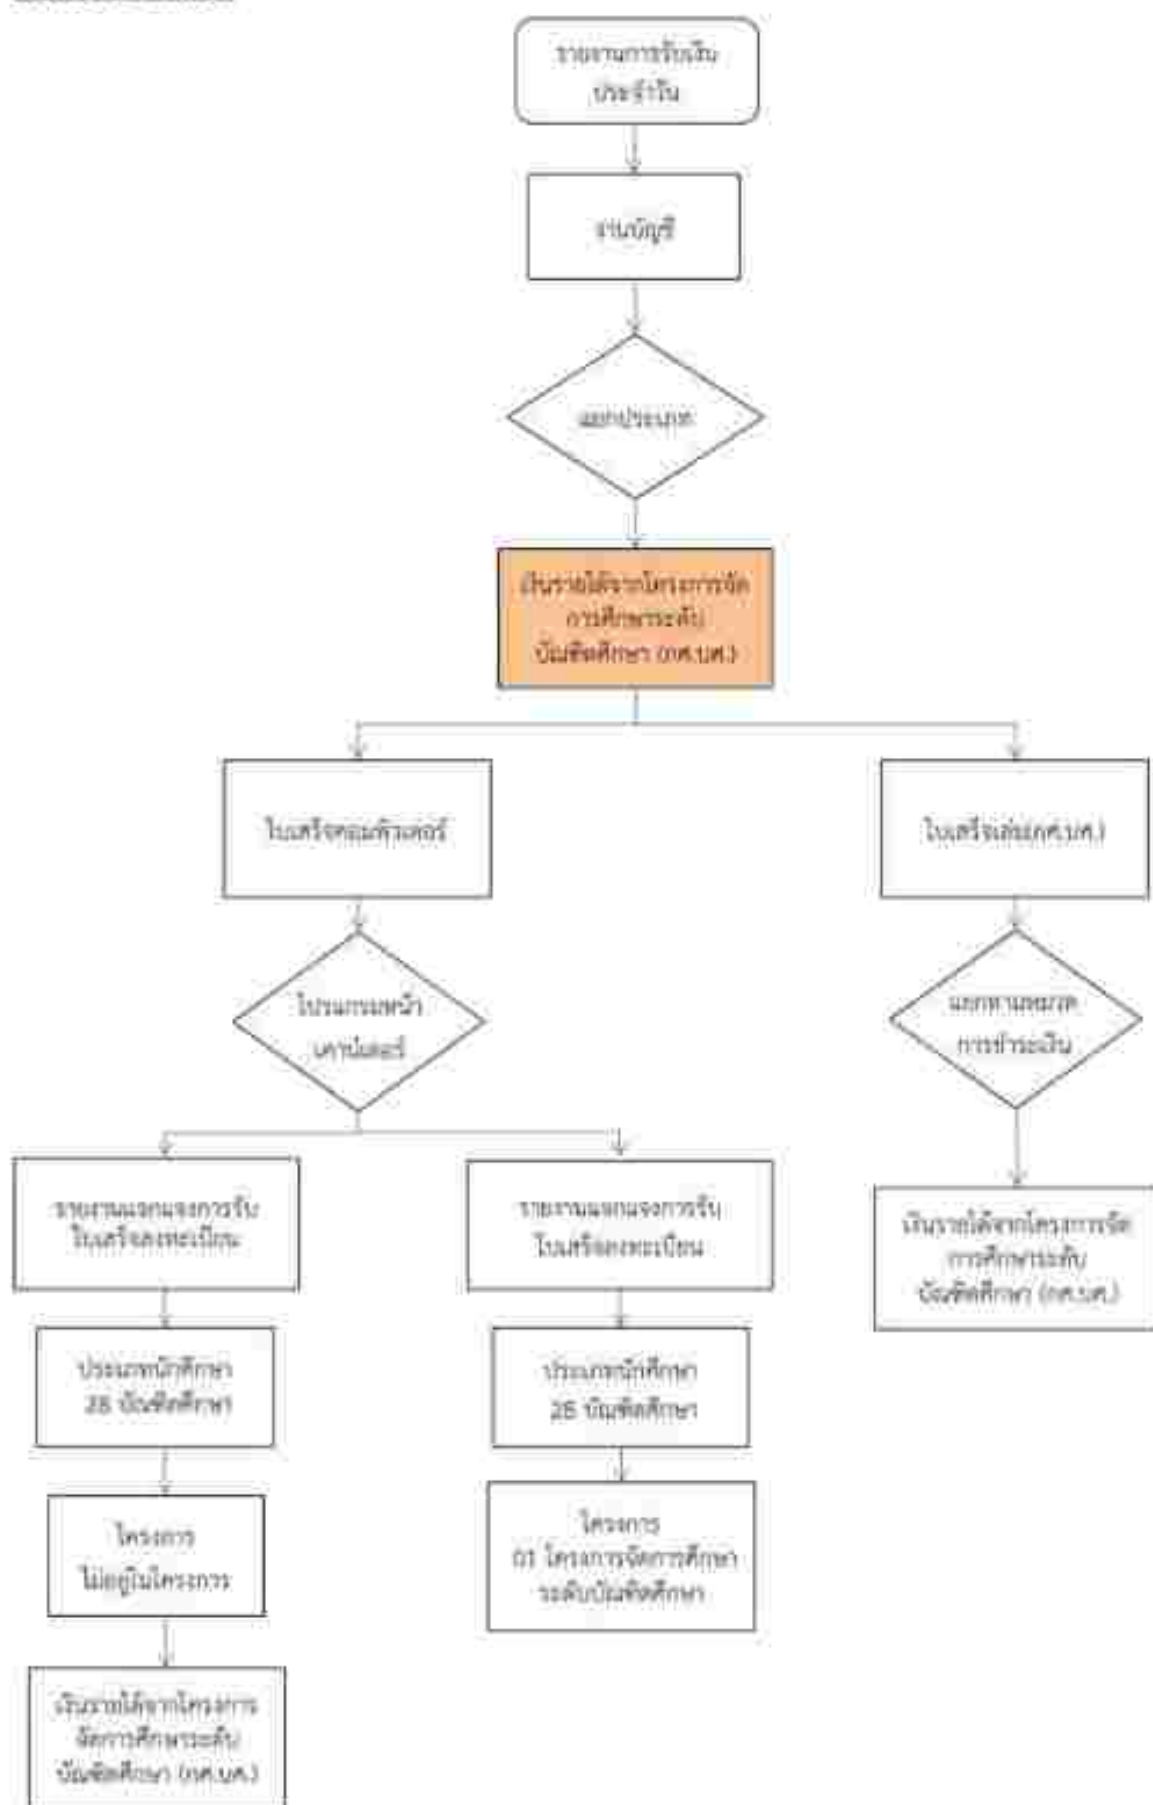 รายงานการรับเงิน
ประจำวัน
งานบัญชี
แยกประเภท
เงินรายได้จากโครงการจัด
การศึกษาระดับ
บัณฑิตศึกษา (กศ.บศ.)
ใบเสร็จคอมพิวเตอร์
ใบเสร็จเล่ม(กศ.บศ.)
โปรแกรมหน้า
เคาน์เตอร์
แยกตามหมวด
การชำระเงิน
รายงานแจกแจงการรับ
ใบเสร็จลงทะเบียน
รายงานแจกแจงการรับ
ใบเสร็จลงทะเบียน
เงินรายได้จากโครงการจัด
การศึกษาระดับ
บัณฑิตศึกษา (กศ.บศ.)
ประเภทนักศึกษา
28 บัณฑิตศึกษา
ประเภทนักศึกษา
28 บัณฑิตศึกษา
โครงการ
ไม่อยู่ในโครงการ
โครงการ
01 โครงการจัดการศึกษา
ระดับบัณฑิตศึกษา
เงินรายได้จากโครงการ
จัดการศึกษาระดับ
บัณฑิตศึกษา (กศ.บศ.)